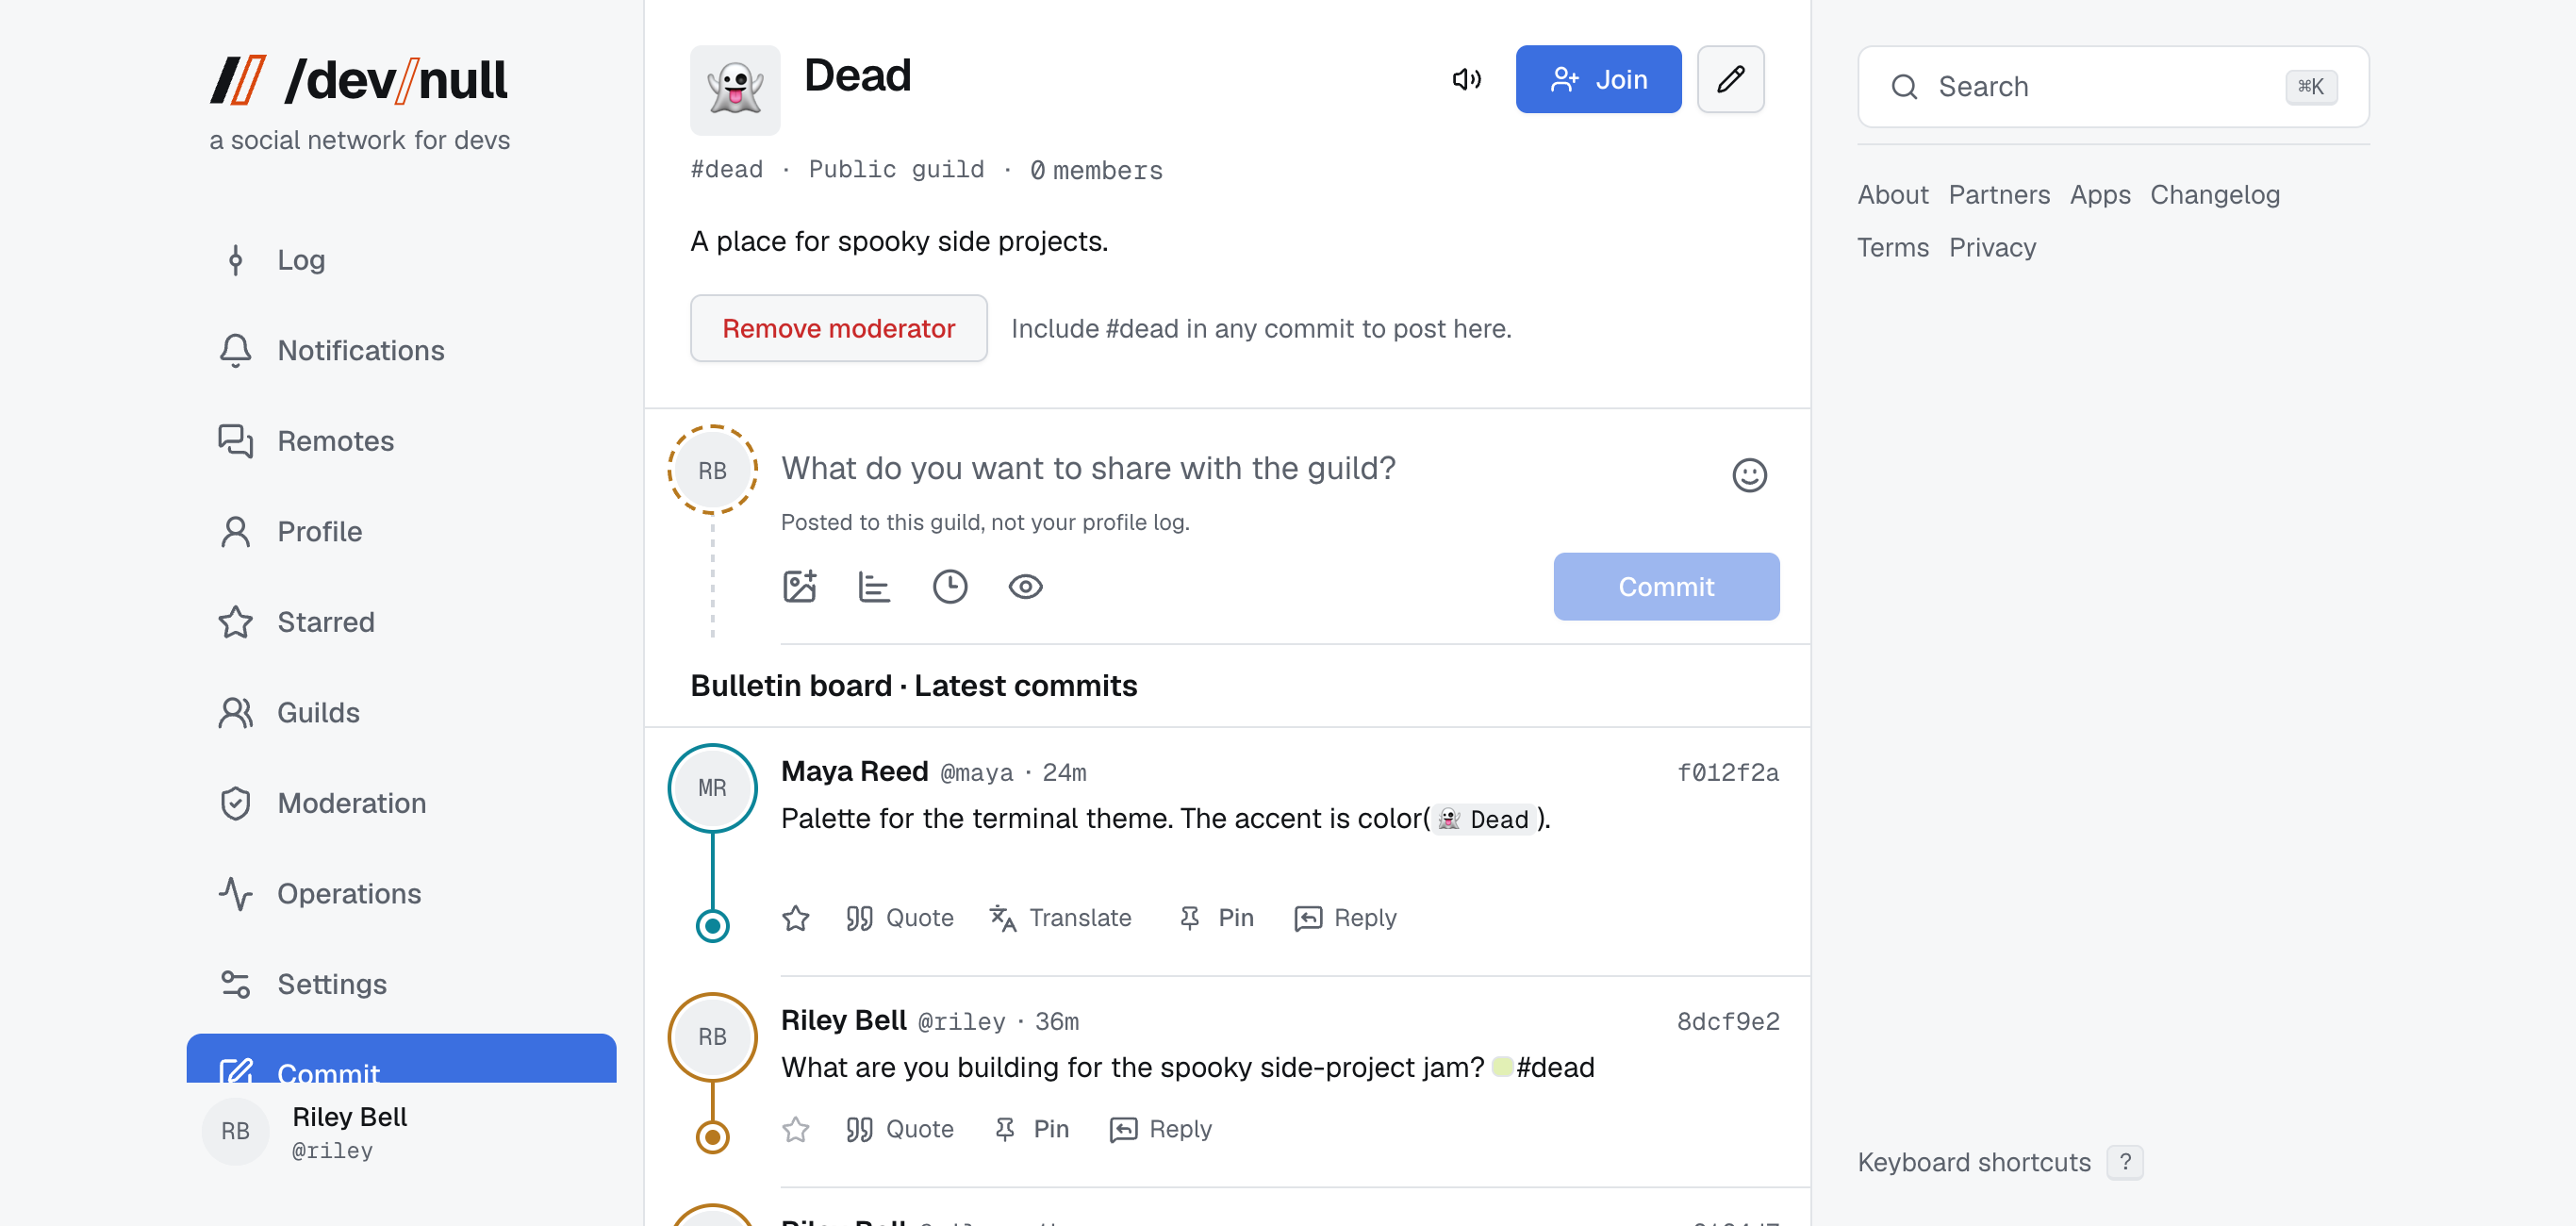 /dev/null
a social network for devs
Log
Notifications
Remotes
Profile
Starred
Guilds
Moderation
Operations
Settings
Commit
RB
Riley Bell
@riley
Dead
Join
#dead · Public guild · 0 members
A place for spooky side projects.
Remove moderator
Include #dead in any commit to post here.
RB
What do you want to share with the guild?
Posted to this guild, not your profile log.
Commit
Bulletin board · Latest commits
MR
Maya Reed @maya · 24m f012f2a
Palette for the terminal theme. The accent is color(👻 Dead).
Quote Translate Pin Reply
RB
Riley Bell @riley · 36m 8dcf9e2
What are you building for the spooky side-project jam? #dead
Quote Pin Reply
Riley Bell
Search ⌘K
About Partners Apps Changelog
Terms Privacy
Keyboard shortcuts ?